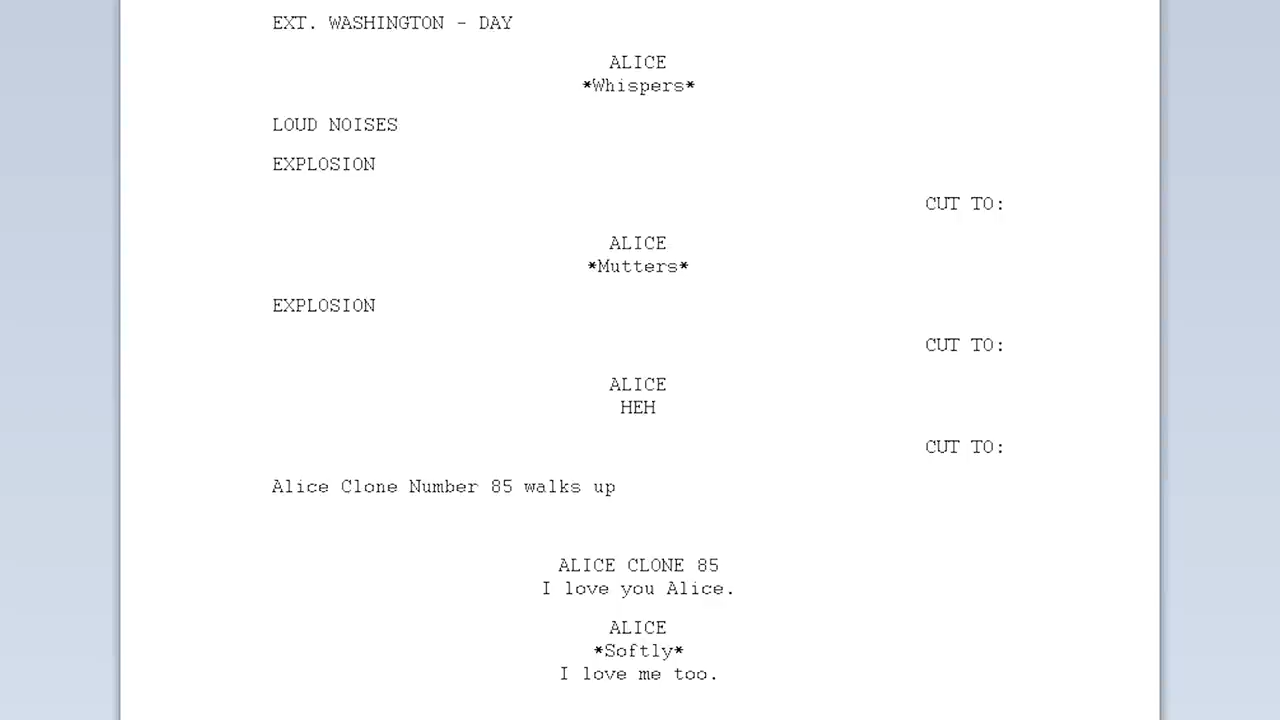 EXT. WASHINGTON - DAY
ALICE
*Whispers*
LOUD NOISES
EXPLOSION
CUT TO:
ALICE
*Mutters*
EXPLOSION
CUT TO:
ALICE
HEH
CUT TO:
Alice Clone Number 85 walks up
ALICE CLONE 85
I love you Alice.
ALICE
*Softly*
I love me too.